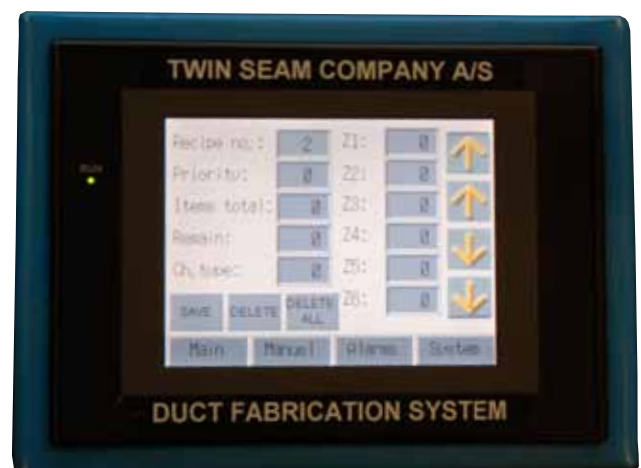 TWIN SEAM COMPANY A/S
Recipe no.: 2 Z1: 0
Priority: 0 Z2: 0
Items total: 0 Z3: 0
Remain: 0 Z4: 0
Ch.type: 0 Z5: 0
SAVE DELETE DELETE ALL Z6: 0
Main Manuel Alarms System
DUCT FABRICATION SYSTEM